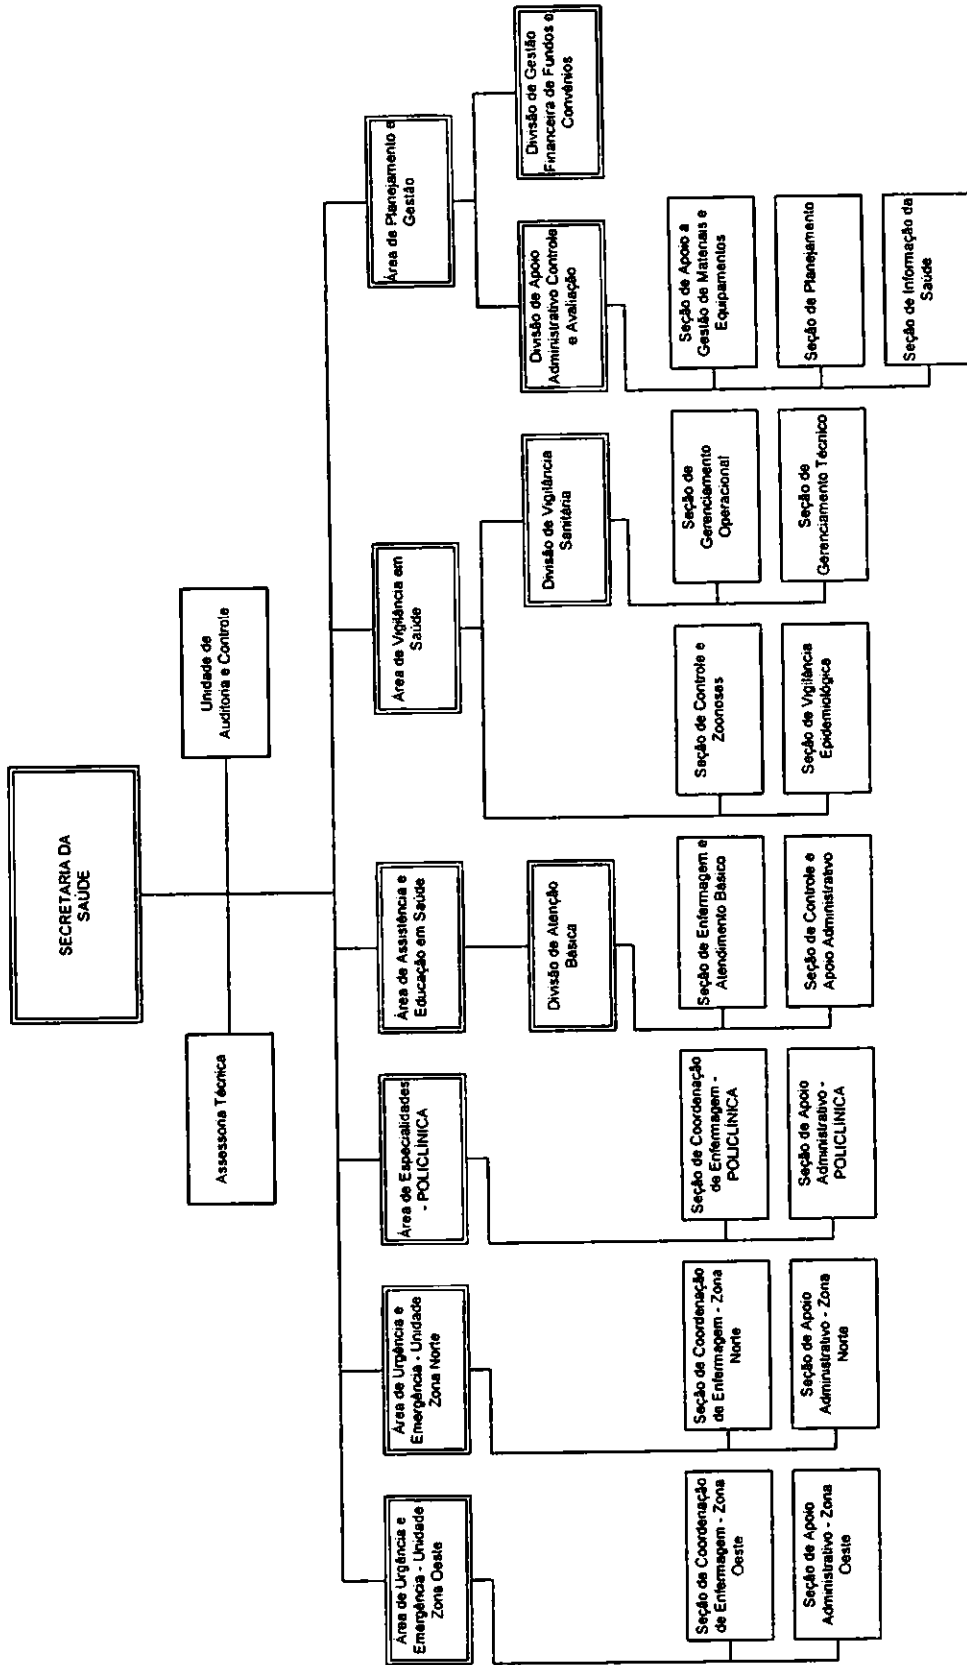 SECRETARIA DA
SAÚDE
Assessoria Técnica
Unidade de
Auditoria e Controle
Área de Urgência e
Emergência - Unidade
Zona Oeste
Área de Urgência e
Emergência - Unidade
Zona Norte
Área de Especialidades
- POLICLÍNICA
Área de Assistência e
Educação em Saúde
Área de Vigilância em
Saúde
Área de Planejamento e
Gestão
Divisão de Atenção
Básica
Divisão de Vigilância
Sanitária
Divisão de Apoio
Administrativo Controle
e Avaliação
Divisão de Gestão
Financeira de Fundos e
Convênios
Seção de Coordenação
de Enfermagem - Zona
Oeste
Seção de Apoio
Administrativo - Zona
Oeste
Seção de Coordenação
de Enfermagem - Zona
Norte
Seção de Apoio
Administrativo - Zona
Norte
Seção de Coordenação
de Enfermagem -
POLICLÍNICA
Seção de Apoio
Administrativo -
POLICLÍNICA
Seção de Enfermagem e
Atendimento Básico
Seção de Controle e
Apoio Administrativo
Seção de Controle e
Zoonoses
Seção de Vigilância
Epidemiológica
Seção de
Gerenciamento
Operacional
Seção de
Gerenciamento Técnico
Seção de Apoio a
Gestão de Materiais e
Equipamentos
Seção de Planejamento
Seção de Informação da
Saúde